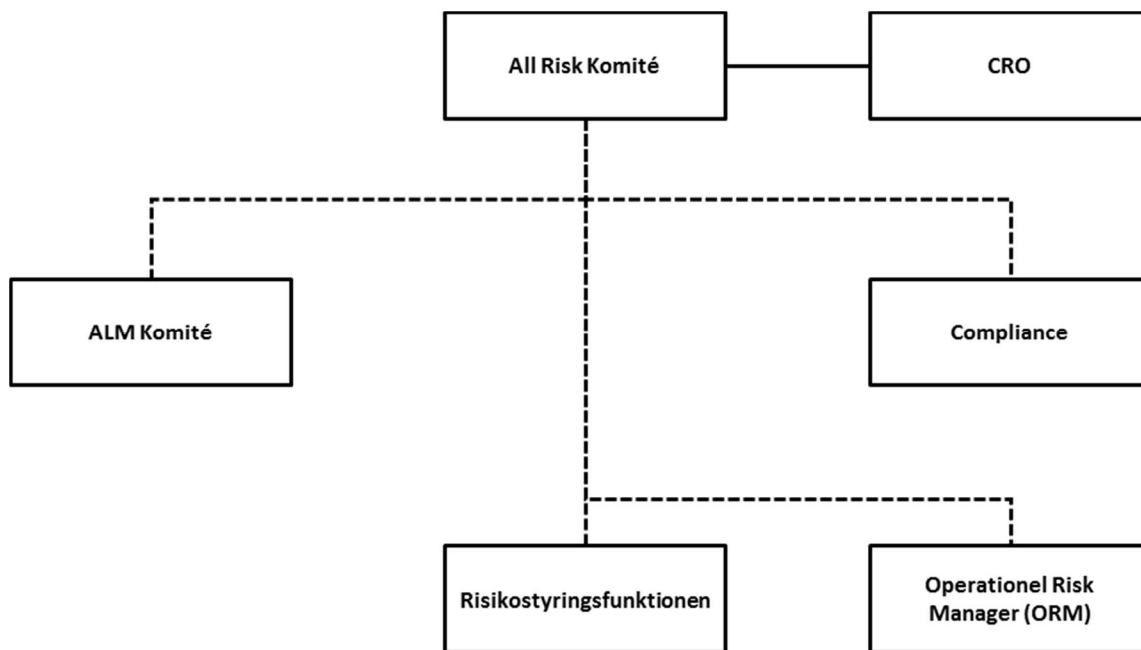 All Risk Komité
CRO
ALM Komité
Compliance
Risikostyringsfunktionen
Operationel Risk
Manager (ORM)